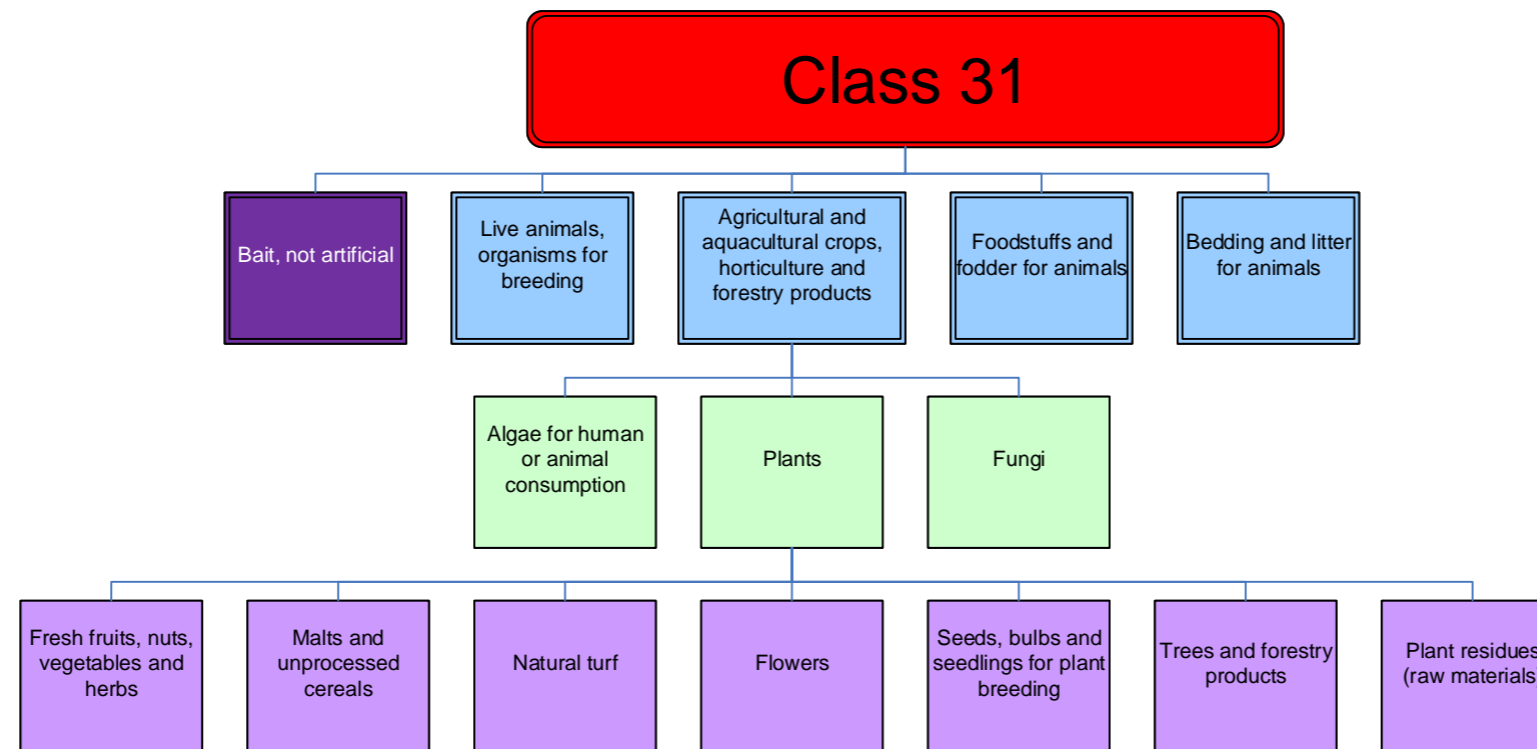 Class 31
Bait, not artificial
Live animals,
organisms for
breeding
Agricultural and
aquacultural crops,
horticulture and
forestry products
Foodstuffs and
fodder for animals
Bedding and litter
for animals
Algae for human
or animal
consumption
Plants
Fungi
Fresh fruits, nuts,
vegetables and
herbs
Malts and
unprocessed
cereals
Natural turf
Flowers
Seeds, bulbs and
seedlings for plant
breeding
Trees and forestry
products
Plant residues
(raw materials